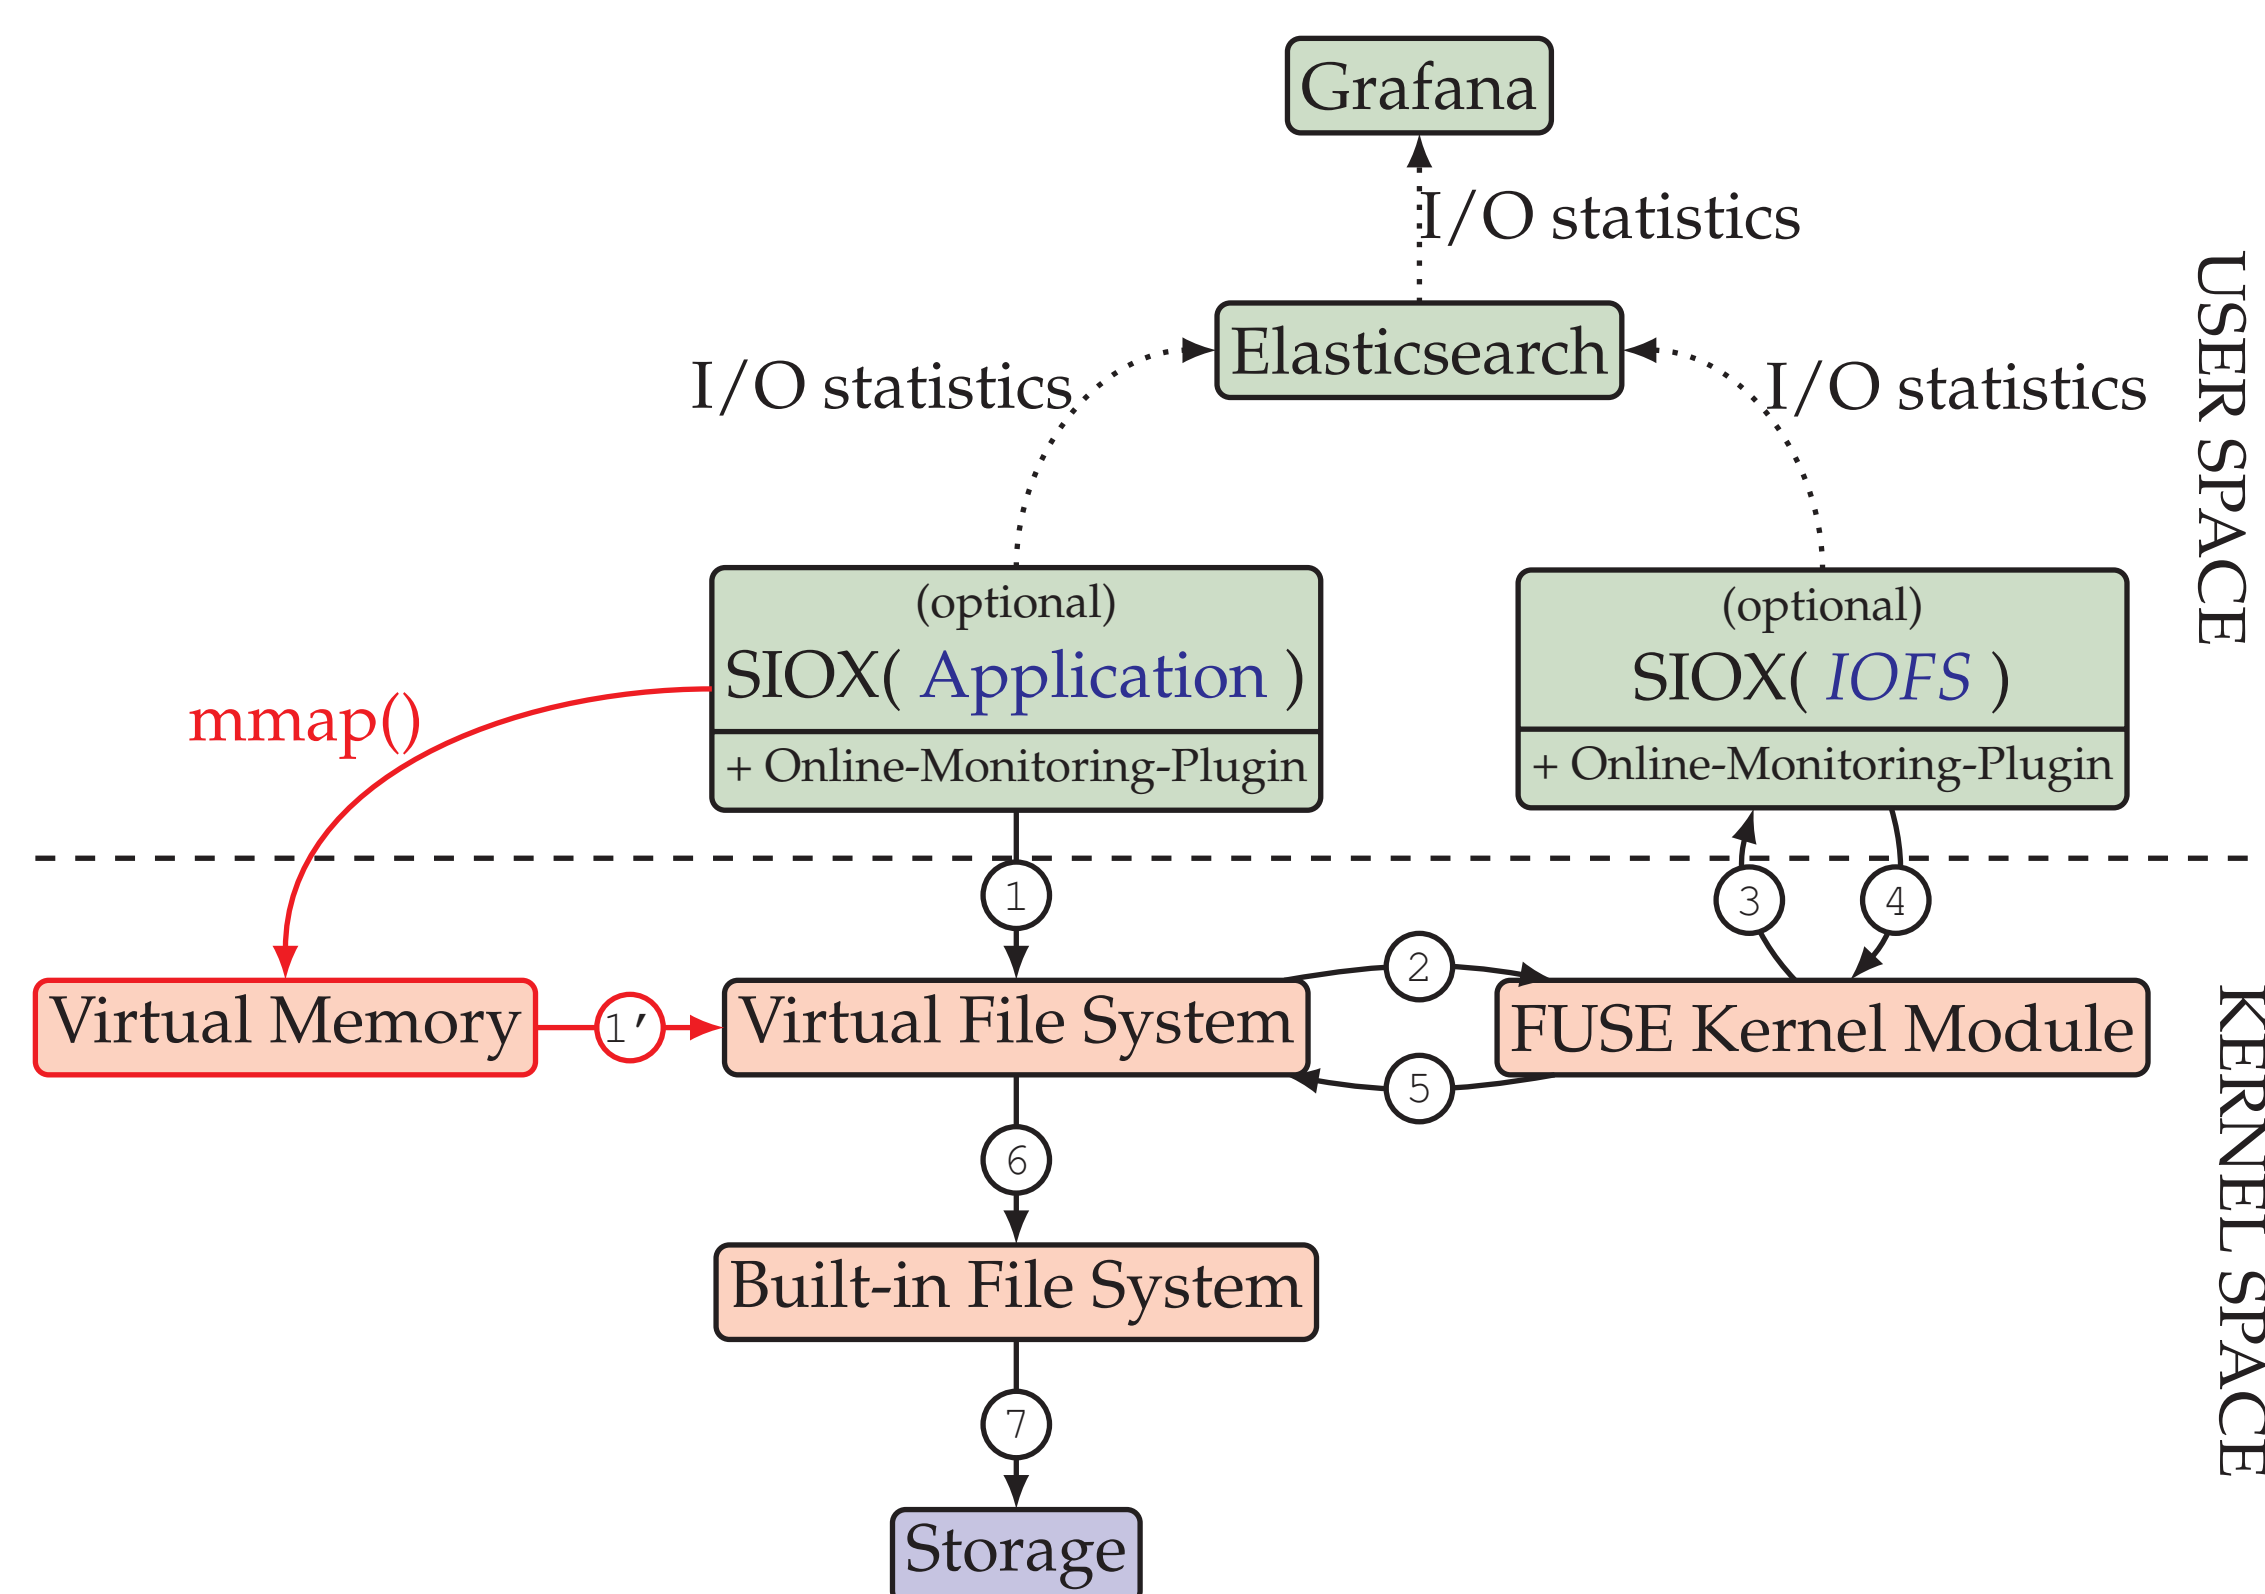 Grafana
I/O statistics
Elasticsearch
I/O statistics
I/O statistics
USER SPACE
(optional)
SIOX( Application )
+ Online-Monitoring-Plugin
(optional)
SIOX( IOFS )
+ Online-Monitoring-Plugin
mmap()
1
3
4
2
Virtual Memory
1'
Virtual File System
FUSE Kernel Module
5
KERNEL SPACE
6
Built-in File System
7
Storage